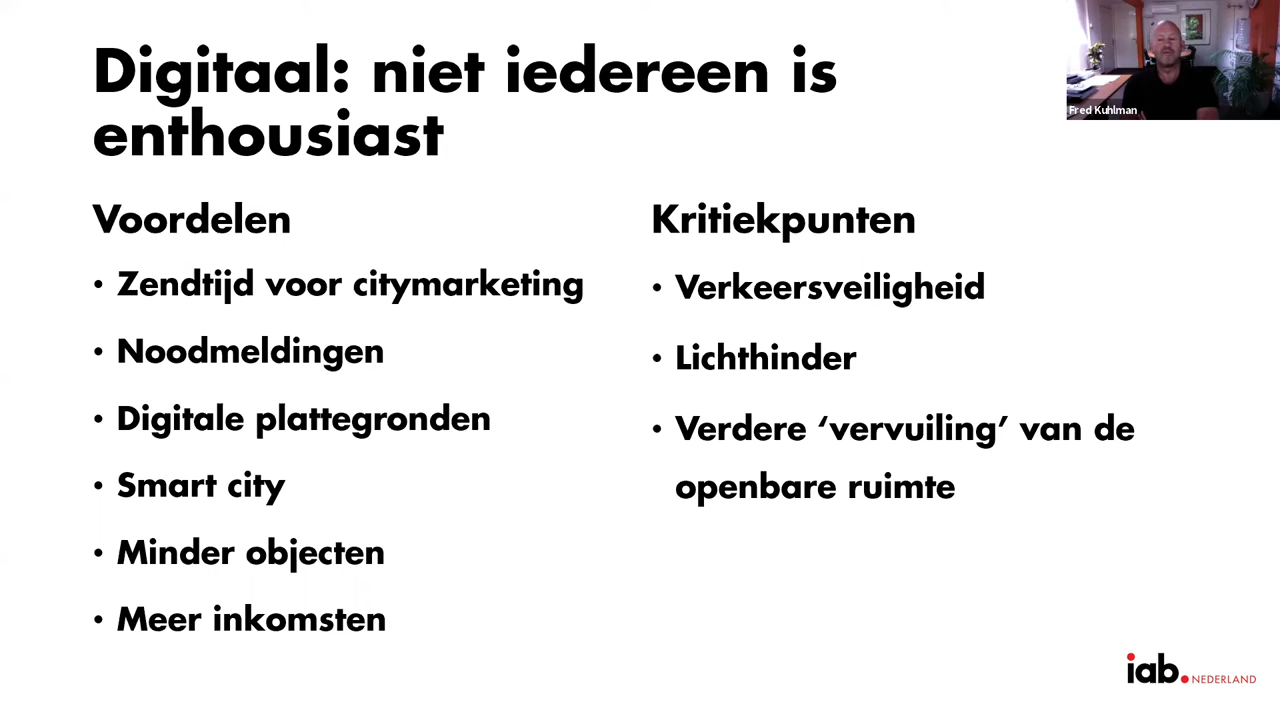 Digitaal: niet iedereen is
enthousiast
Fred Kuhlman
Voordelen
• Zendtijd voor citymarketing
• Noodmeldingen
• Digitale plattegronden
• Smart city
• Minder objecten
• Meer inkomsten
Kritiekpunten
• Verkeersveiligheid
• Lichthinder
• Verdere ‘vervuiling’ van de
openbare ruimte
iab. NEDERLAND